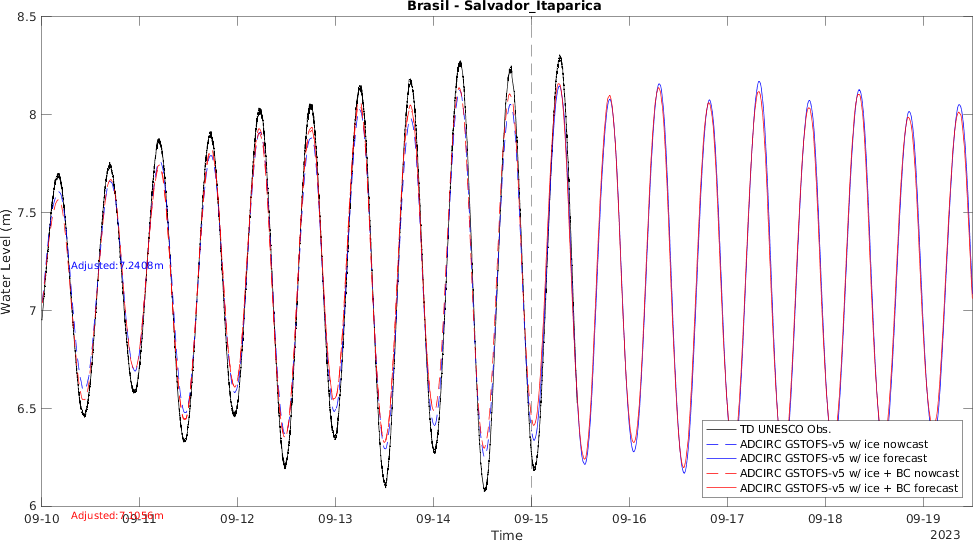 Brasil - Salvador_Itaparica
8.5
8
7.5
7
6.5
6
Water Level (m)
Adjusted:7.2408m
Adjusted:7.1056m
TD UNESCO Obs.
ADCIRC GSTOFS-v5 w/ ice nowcast
ADCIRC GSTOFS-v5 w/ ice forecast
ADCIRC GSTOFS-v5 w/ ice + BC nowcast
ADCIRC GSTOFS-v5 w/ ice + BC forecast
09-10 09-11 09-12 09-13 09-14 09-15 09-16 09-17 09-18 09-19
Time
2023